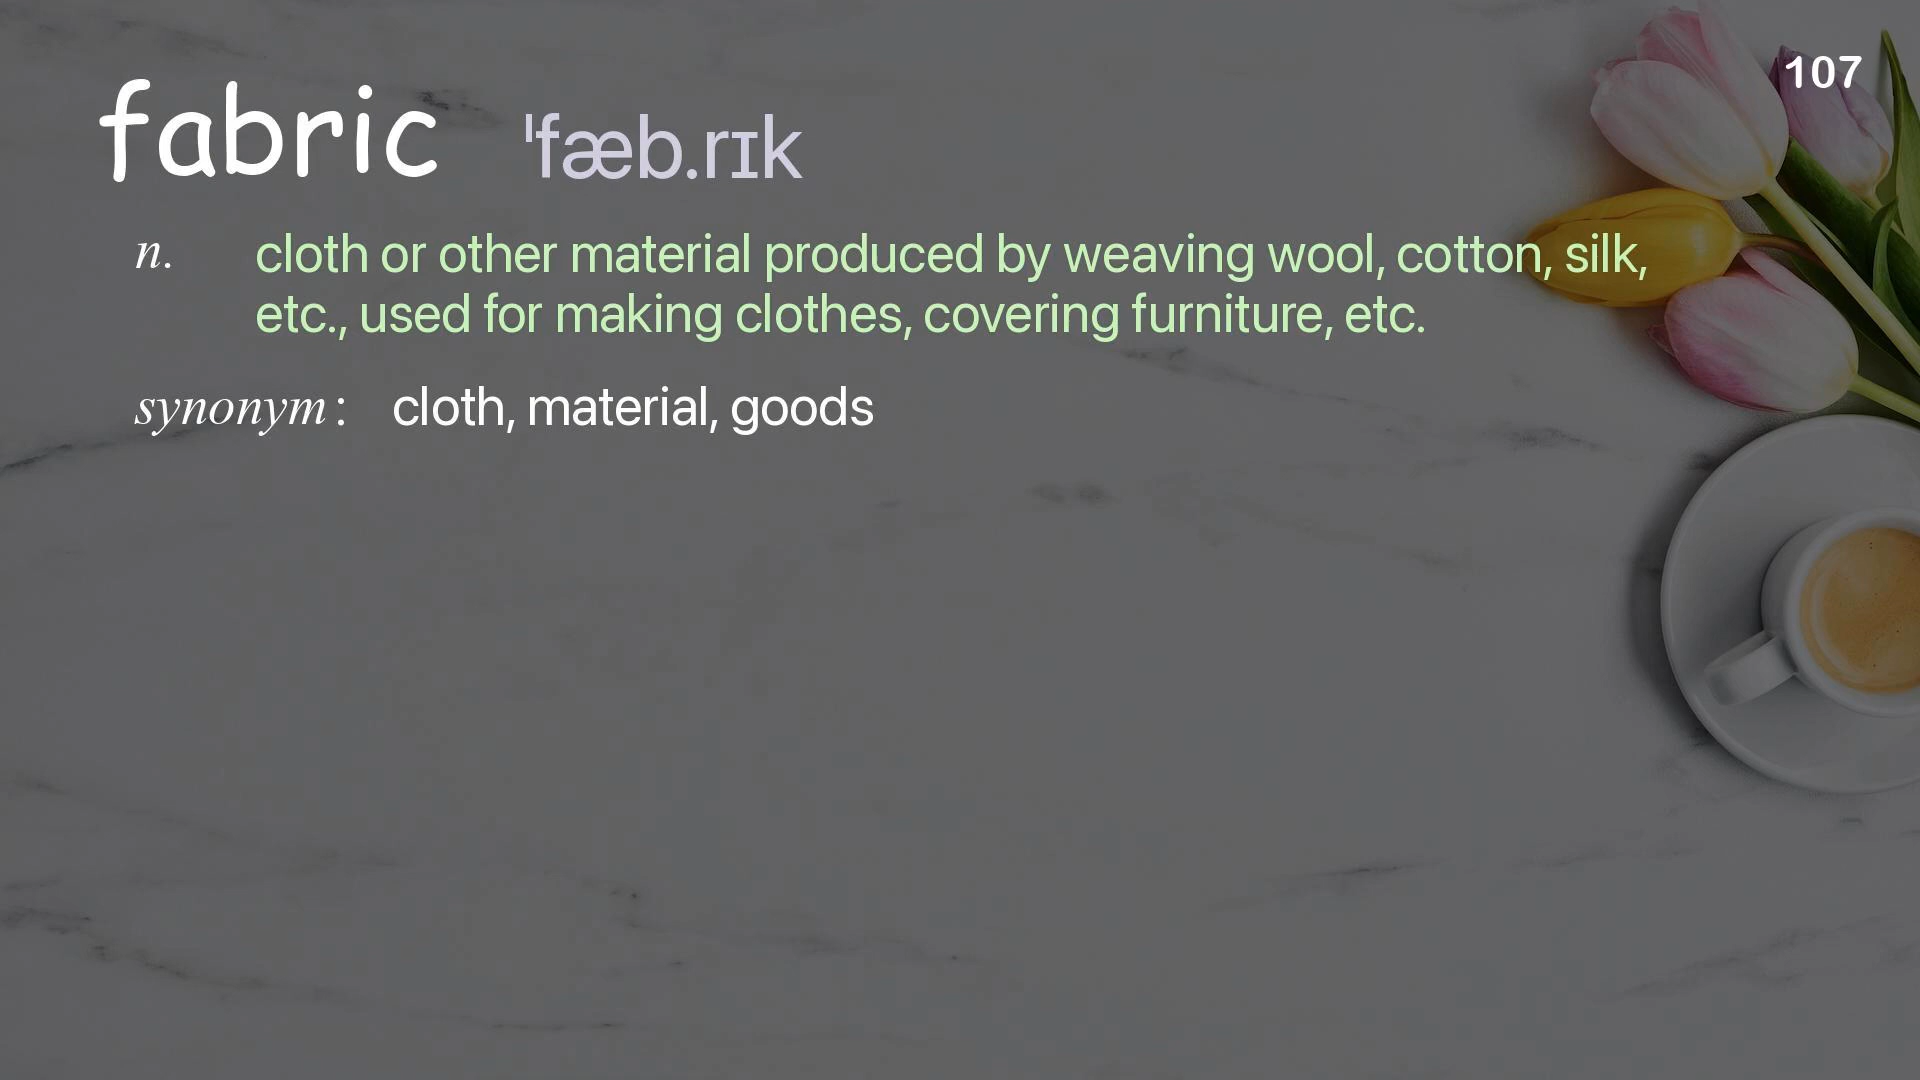 107
fabric ˈfæb.rɪk
n. cloth or other material produced by weaving wool, cotton, silk,
etc., used for making clothes, covering furniture, etc.
synonym: cloth, material, goods